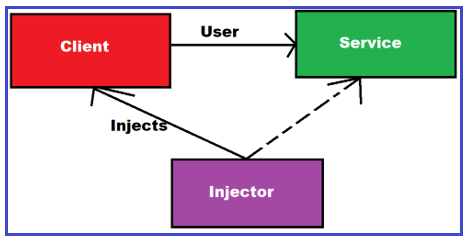 Client
User
Service
Injects
Injector